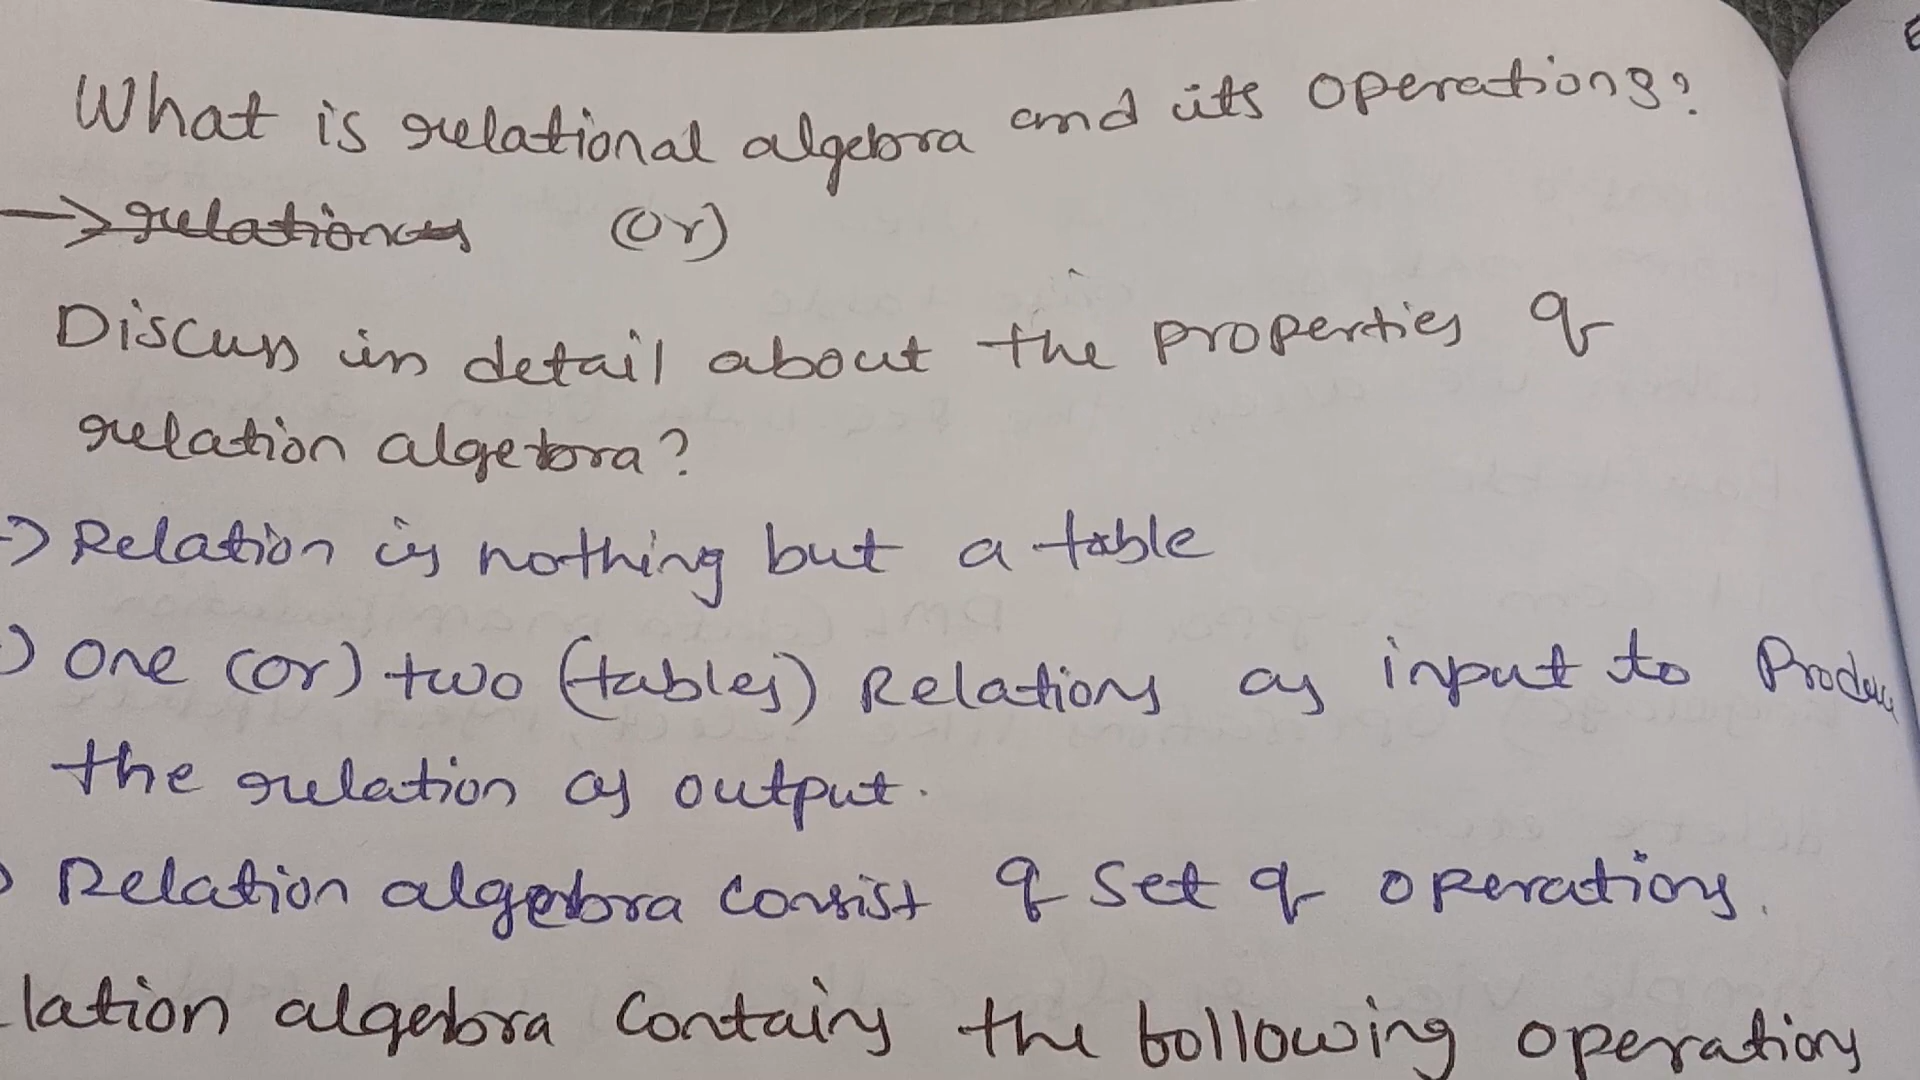 What is relational algebra and its operations?
→ relations (or)
Discuss in detail about the properties of
relation algebra?
→ Relation is nothing but a table
One (or) two (tables) Relations as input to Produce
the relation as output.
Relation algebra consist of set of operations.
lation algebra contains the following operations